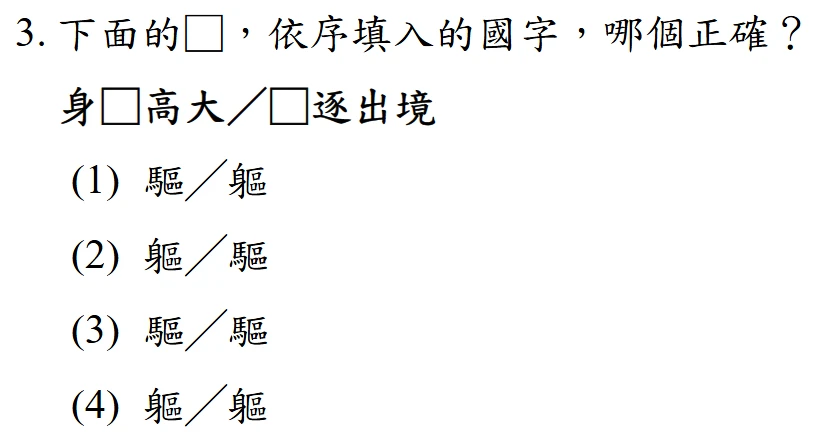 3. 下面的□，依序填入的國字，哪個正確？
身□高大／□逐出境
(1) 驅／軀
(2) 軀／驅
(3) 驅／驅
(4) 軀／軀